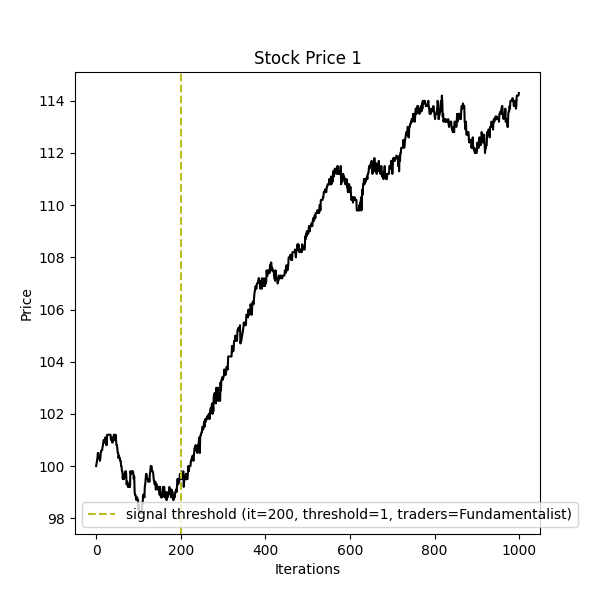 Stock Price 1
114
112
110
108
106
104
102
100
98
Price
signal threshold (it=200, threshold=1, traders=Fundamentalist)
0 200 400 600 800 1000
Iterations